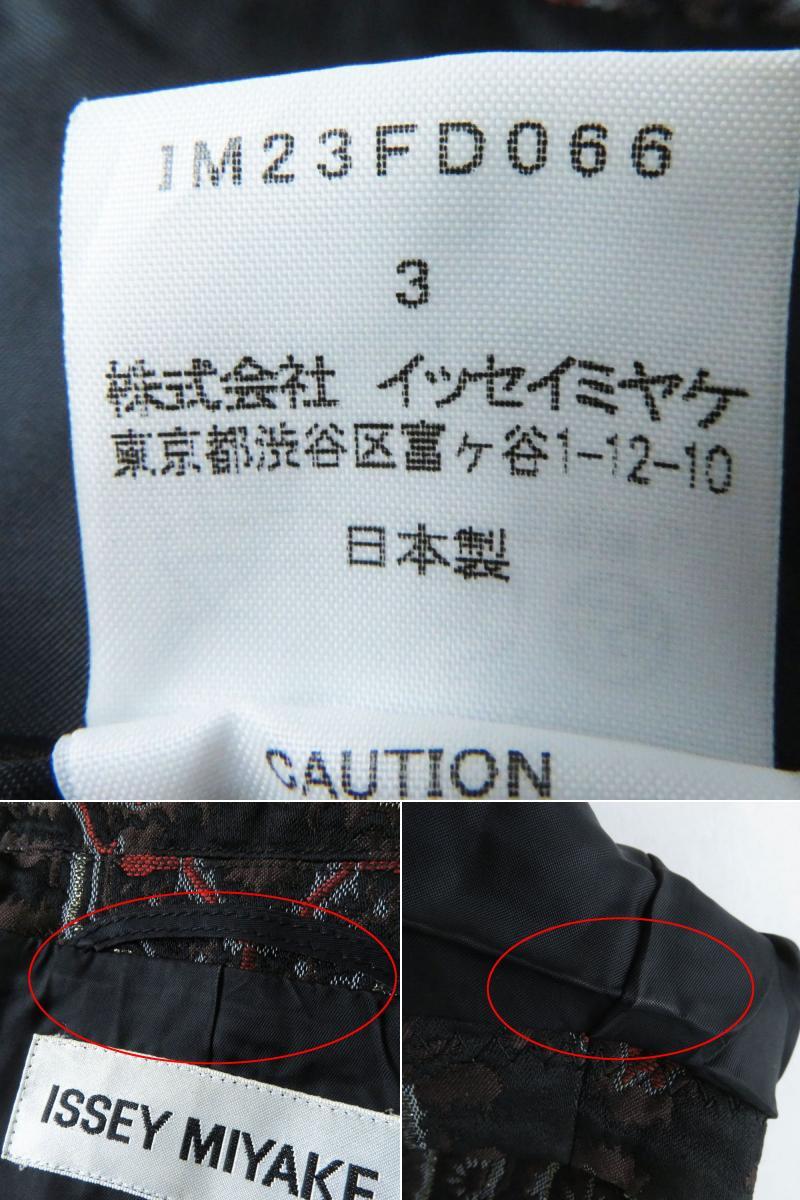 IM23FD066
3
株式会社 イッセイミヤケ
東京都渋谷区富ヶ谷1-12-10
日本製
CAUTION
ISSEY MIYAKE